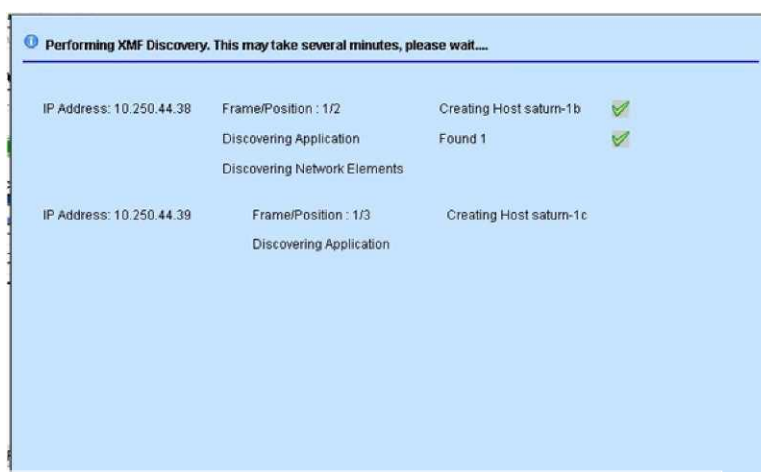 Performing XMF Discovery. This may take several minutes, please wait....
IP Address: 10.250.44.38 Frame/Position : 1/2 Creating Host saturn-1b
Discovering Application Found 1
Discovering Network Elements
IP Address: 10.250.44.39 Frame/Position : 1/3 Creating Host saturn-1c
Discovering Application